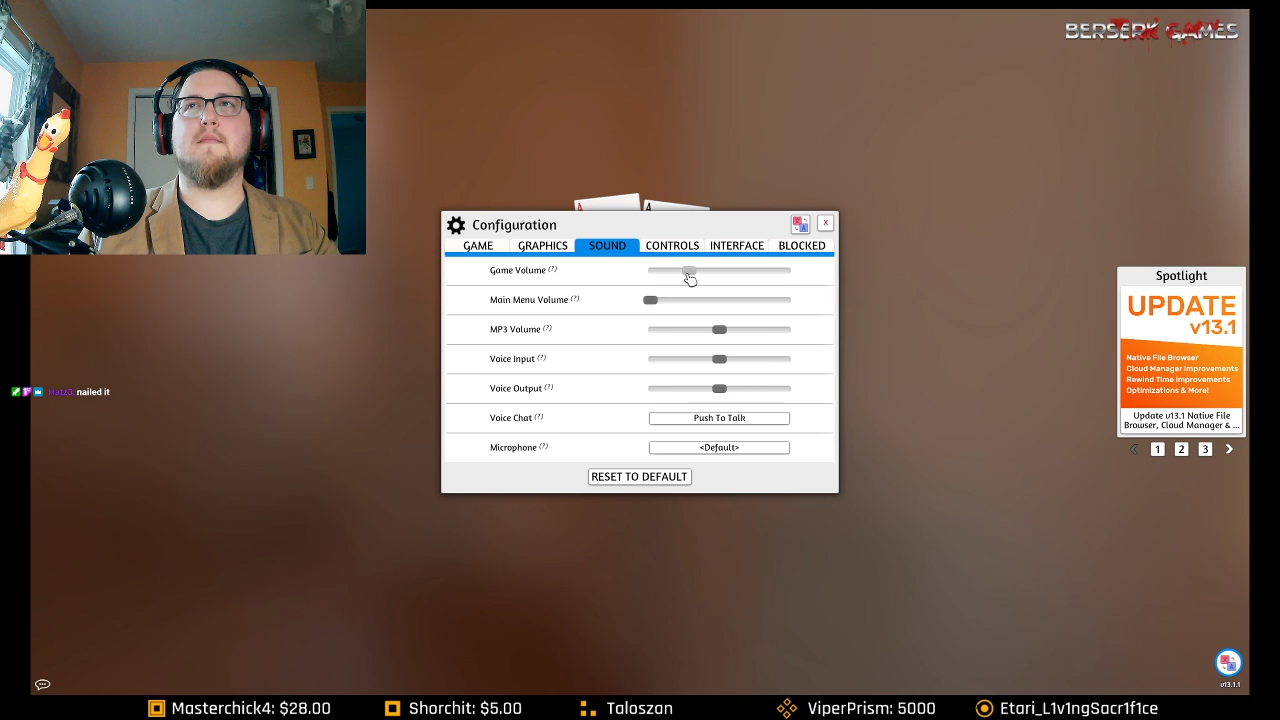 BERSERK GAMES
Configuration
X
GAME GRAPHICS SOUND CONTROLS INTERFACE BLOCKED
Game Volume (?)
Main Menu Volume (?)
MP3 Volume (?)
Voice Input (?)
Voice Output (?)
Voice Chat (?) Push To Talk
Microphone (?) <Default>
RESET TO DEFAULT
Spotlight
UPDATE
v13.1
Native File Browser
Cloud Manager Improvements
Rewind Time Improvements
Optimizations & More!
Update v13.1 Native File
Browser, Cloud Manager & ...
< 1 2 3 >
nailed it
v13.1.1
Masterchick4: $28.00 Shorchit: $5.00 Taloszan ViperPrism: 5000 Etari_L1v1ngSacr1f1ce